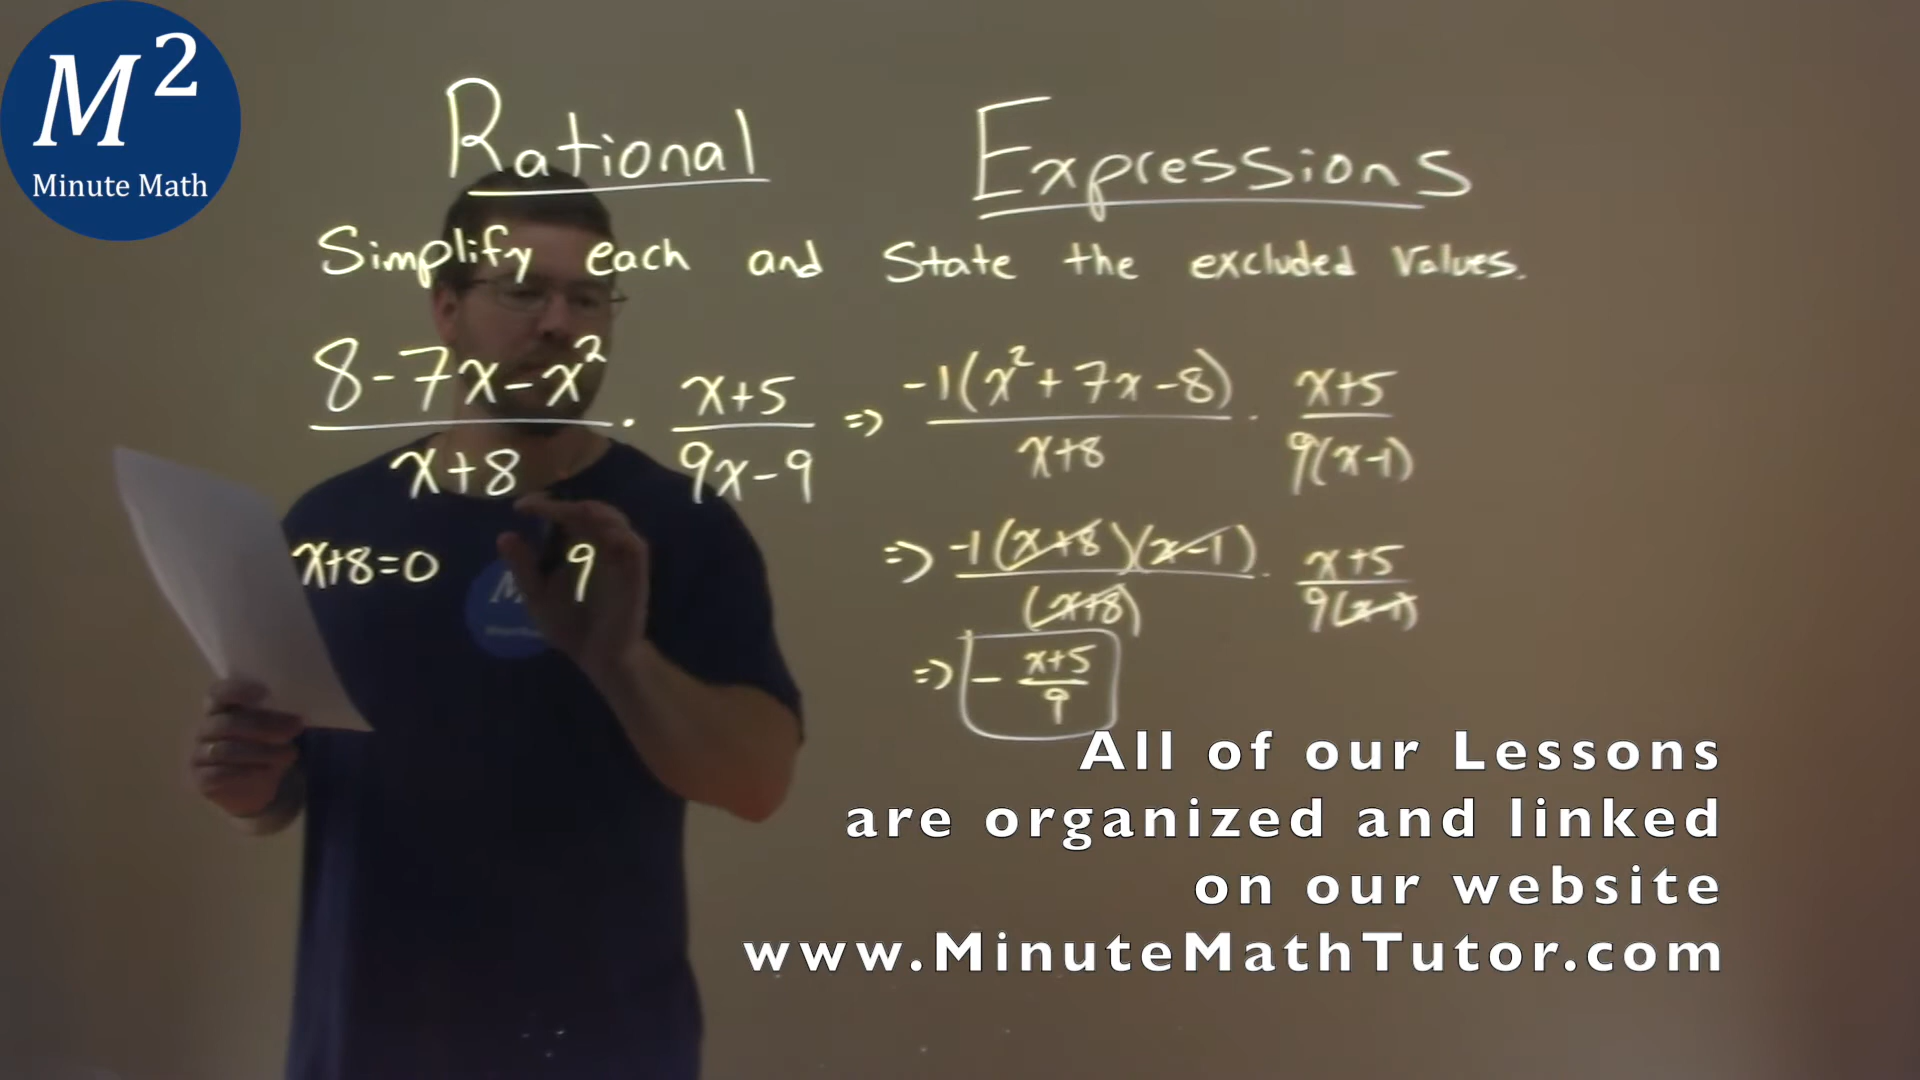 M²
Minute Math
Rational Expressions
Simplify each and State the excluded Values.
8-7x-x² / x+8 · x+5 / 9x-9 => -1(x²+7x-8) / x+8 · x+5 / 9(x-1)
x+8=0 9
=> -1(x+8)(x-1) / (x+8) · x+5 / 9(x-1)
=> - x+5 / 9
All of our Lessons
are organized and linked
on our website
www.MinuteMathTutor.com